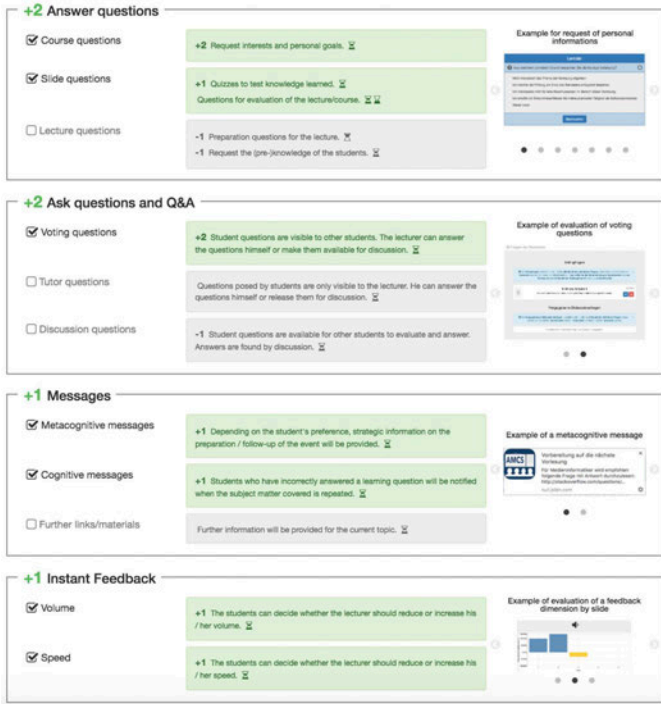 +2 Answer questions
Course questions
+2 Request interests and personal goals.
Slide questions
+1 Quizzes to test knowledge learned.
Questions for evaluation of the lecture/course.
Lecture questions
-1 Preparation questions for the lecture.
-1 Request the (pre-)knowledge of the students.
Example for request of personal
informations
+2 Ask questions and Q&A
Voting questions
+2 Student questions are visible to other students. The lecturer can answer
the questions himself or make them available for discussion.
Tutor questions
Questions posed by students are only visible to the lecturer. He can answer the
questions himself or release them for discussion.
Discussion questions
-1 Student questions are available for other students to evaluate and answer.
Answers are found by discussion.
Example of evaluation of voting
questions
+1 Messages
Metacognitive messages
+1 Depending on the student's preference, strategic information on the
preparation / follow-up of the event will be provided.
Cognitive messages
+1 Students who have incorrectly answered a learning question will be notified
when the subject matter covered is repeated.
Further links/materials
Further information will be provided for the current topic.
Example of a metacognitive message
AMCS
Vorbereitung auf die nächste
Vorlesung
+1 Instant Feedback
Volume
+1 The students can decide whether the lecturer should reduce or increase his
/ her volume.
Speed
+1 The students can decide whether the lecturer should reduce or increase his
/ her speed.
Example of evaluation of a feedback
dimension by slide